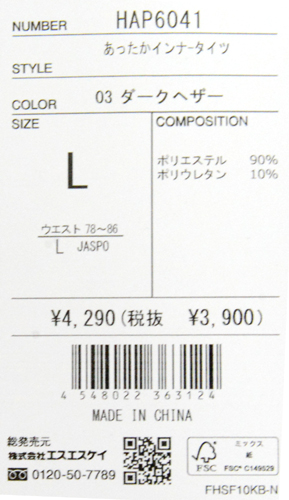 NUMBER HAP6041
あったかインナータイツ
STYLE
COLOR 03 ダークヘザー
SIZE
L
ウエスト 78～86
L JASPO
COMPOSITION
ポリエステル 90%
ポリウレタン 10%
¥4,290(税抜 ¥3,900)
4 548022 363124
MADE IN CHINA
総発売元
株式会社エスエスケイ
0120-50-7789
FSC
ミックス
紙
FSC® C149529
FHSF10KB-N